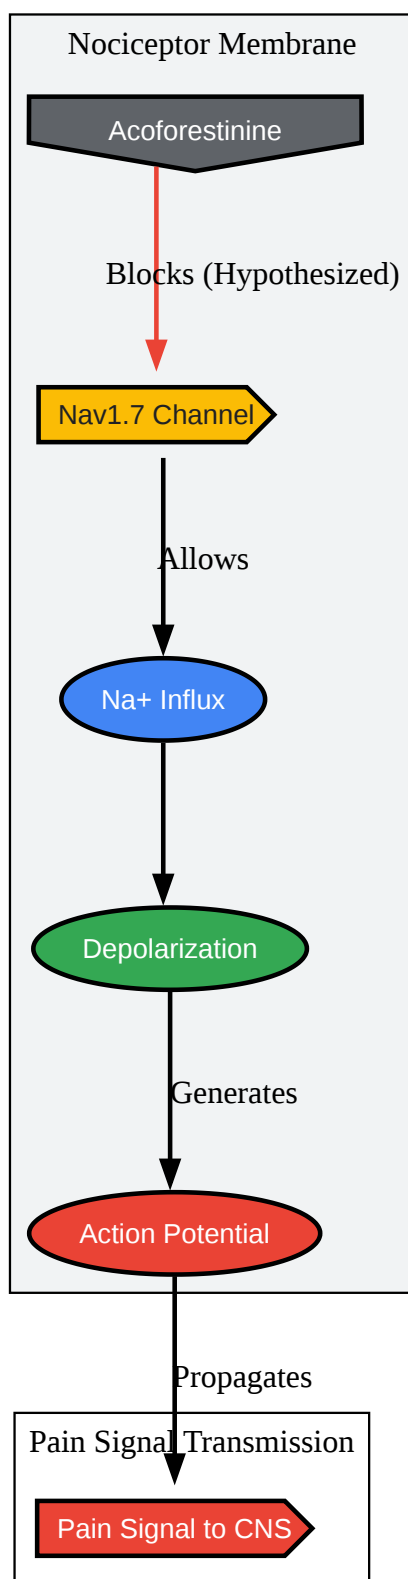 Nociceptor Membrane
Acoforestinine
Blocks (Hypothesized)
Nav1.7 Channel
Allows
Na+ Influx
Depolarization
Generates
Action Potential
Propagates
Pain Signal Transmission
Pain Signal to CNS